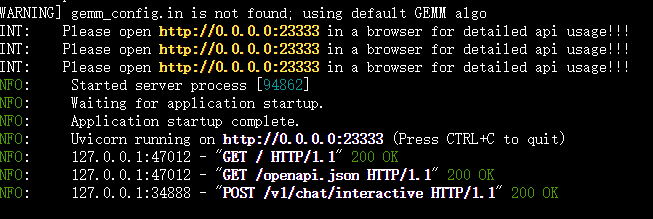 WARNING] gemm_config.in is not found; using default GEMM algo
INT:    Please open http://0.0.0.0:23333 in a browser for detailed api usage!!!
INT:    Please open http://0.0.0.0:23333 in a browser for detailed api usage!!!
INT:    Please open http://0.0.0.0:23333 in a browser for detailed api usage!!!
NFO:     Started server process [94862]
NFO:     Waiting for application startup.
NFO:     Application startup complete.
NFO:     Uvicorn running on http://0.0.0.0:23333 (Press CTRL+C to quit)
NFO:     127.0.0.1:47012 - "GET / HTTP/1.1" 200 OK
NFO:     127.0.0.1:47012 - "GET /openapi.json HTTP/1.1" 200 OK
NFO:     127.0.0.1:34888 - "POST /v1/chat/interactive HTTP/1.1" 200 OK